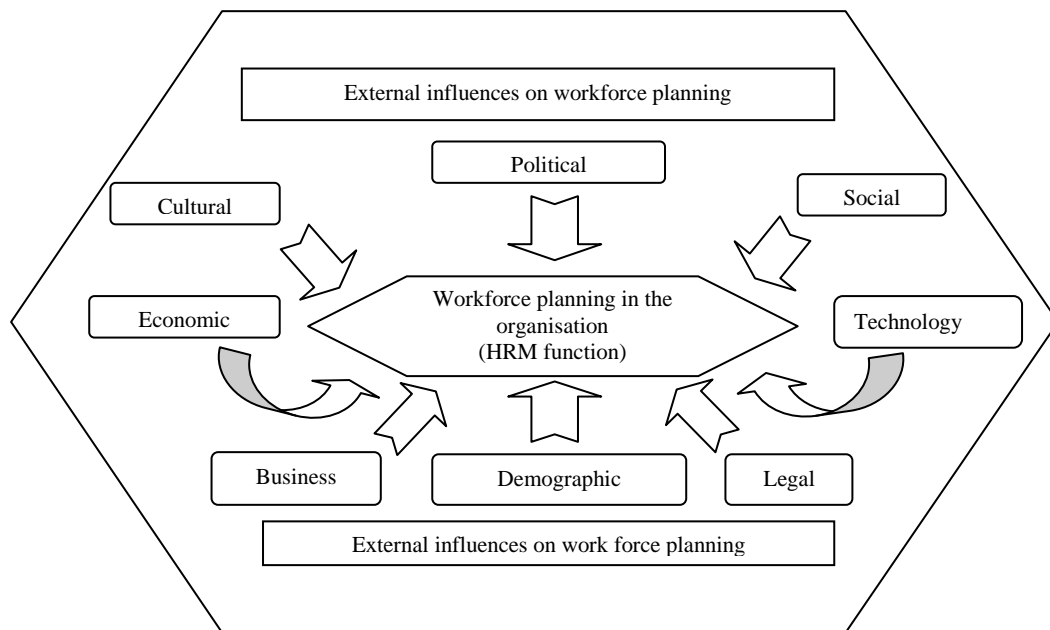 External influences on workforce planning
Political
Cultural
Social
Workforce planning in the
organisation
(HRM function)
Economic
Technology
Business
Demographic
Legal
External influences on work force planning